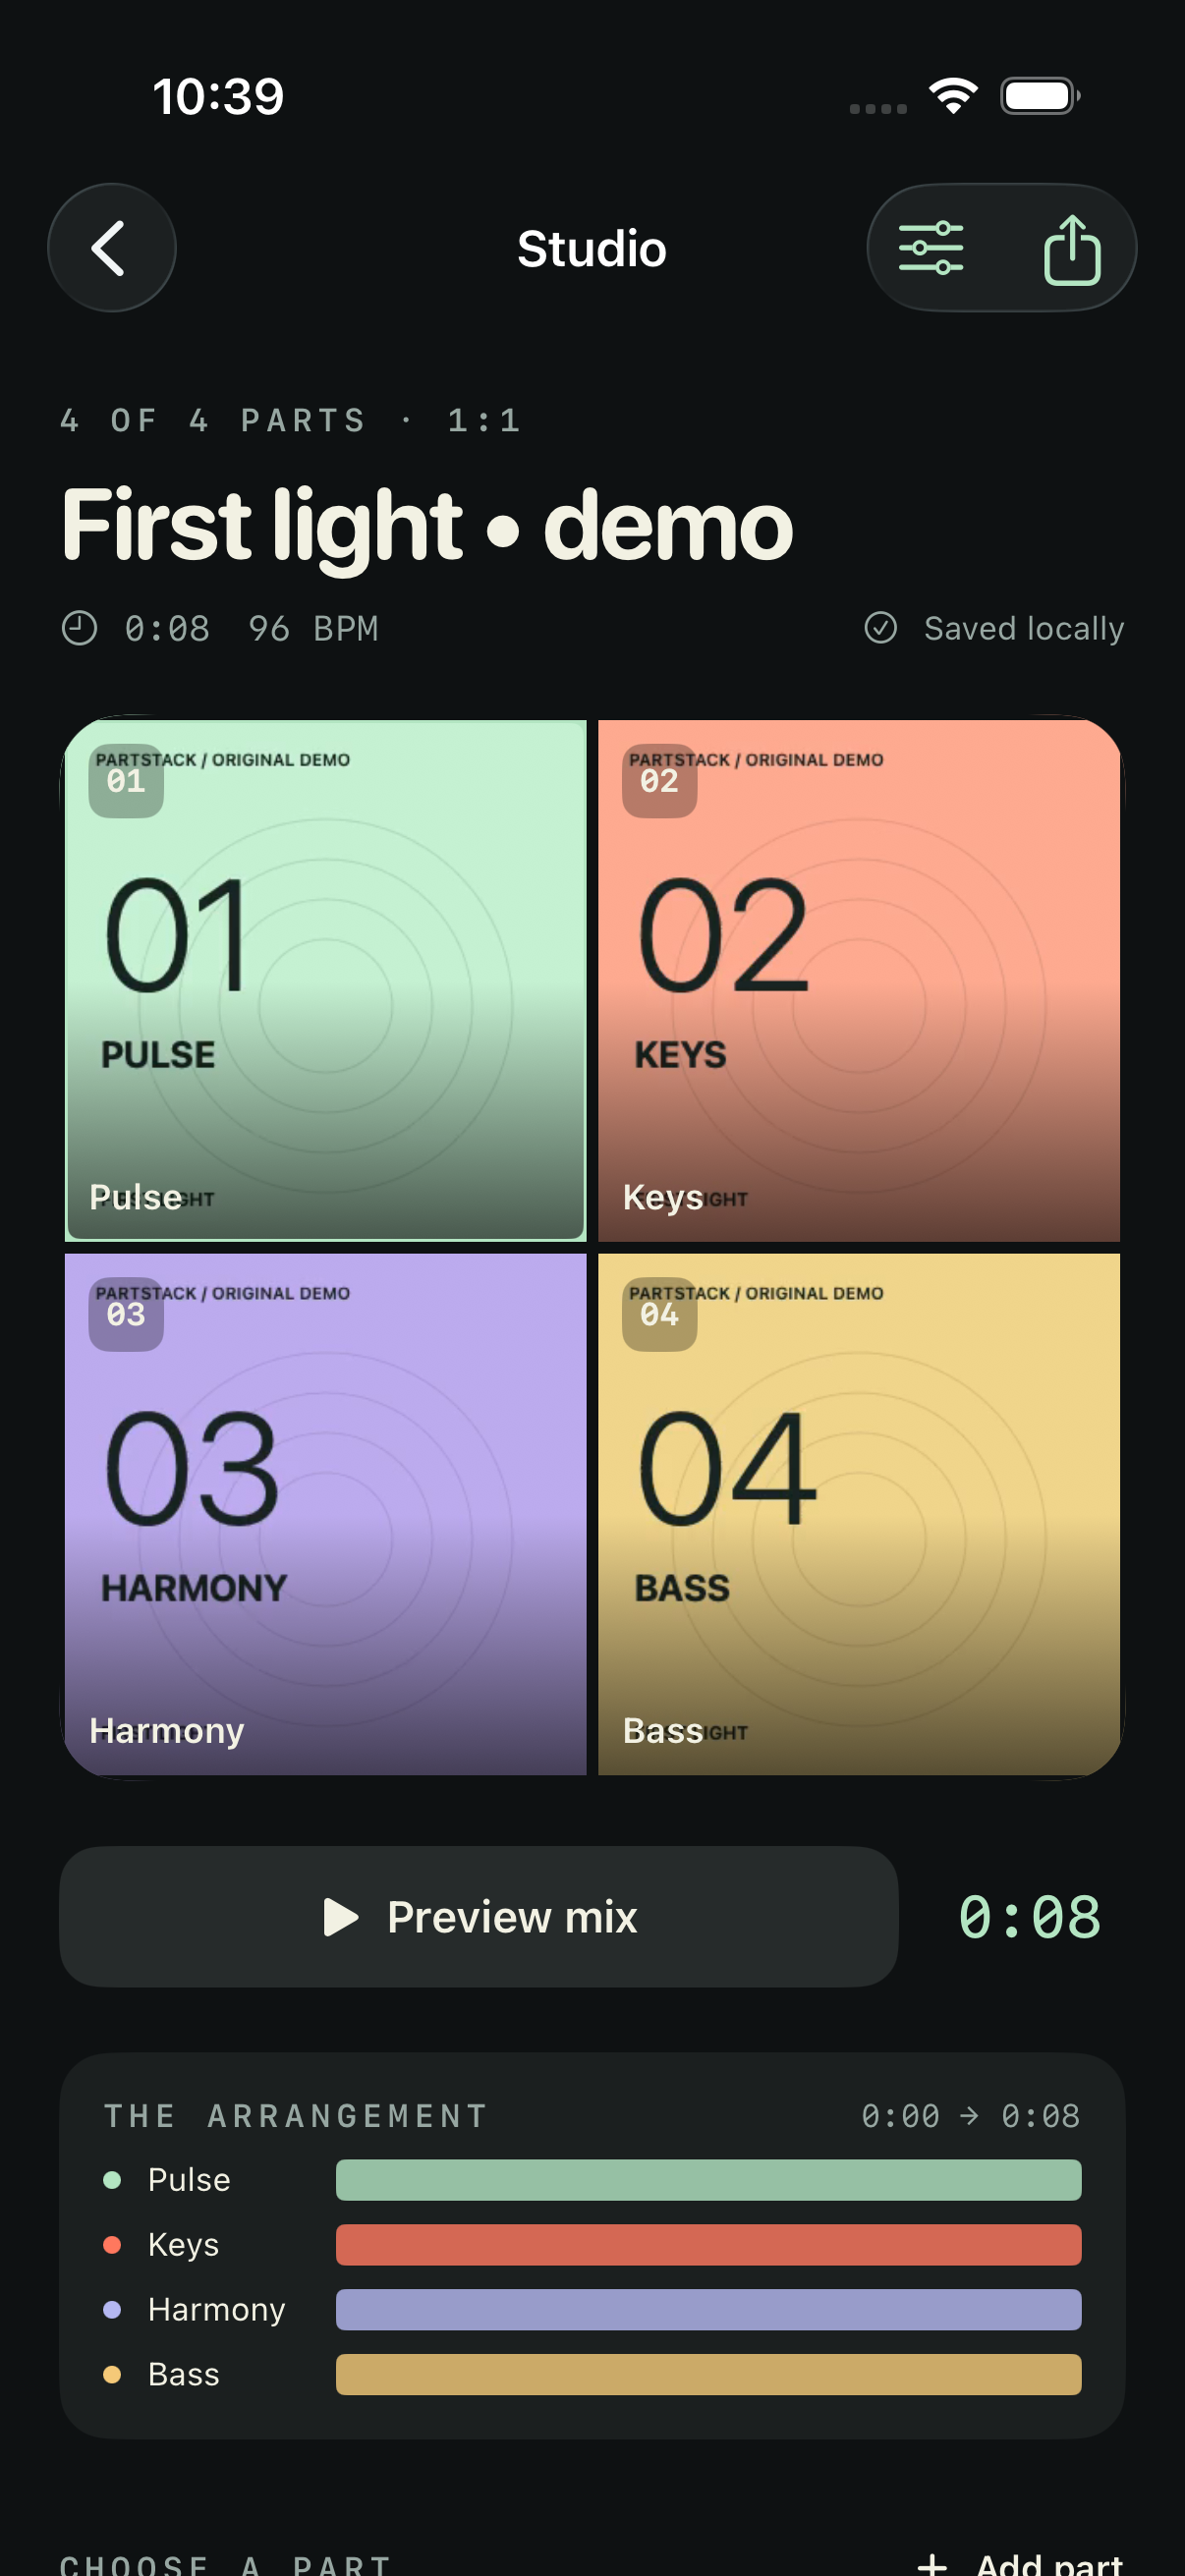 10:39
Studio
4 OF 4 PARTS · 1:1
First light • demo
0:08 96 BPM
Saved locally
PARTSTACK / ORIGINAL DEMO
01
01
PULSE
Pulse
PARTSTACK / ORIGINAL DEMO
02
02
KEYS
Keys
PARTSTACK / ORIGINAL DEMO
03
03
HARMONY
Harmony
PARTSTACK / ORIGINAL DEMO
04
04
BASS
Bass
Preview mix
0:08
THE ARRANGEMENT
0:00 → 0:08
Pulse
Keys
Harmony
Bass
CHOOSE A PART
+ Add part